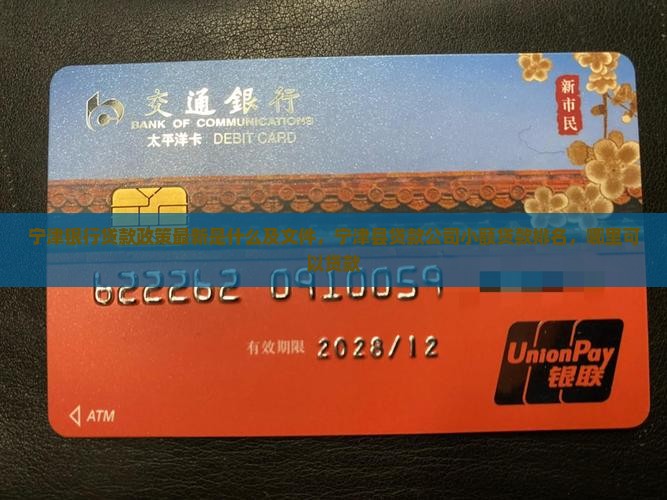 交通銀行
BANK OF COMMUNICATIONS
太平洋卡 DEBIT CARD
新市民
宁津银行贷款政策最新是什么及文件,宁津县贷款公司小额贷款排名,哪里可
以贷款
622262 0910059
有效期限 2028/12
UnionPay
银联
ATM